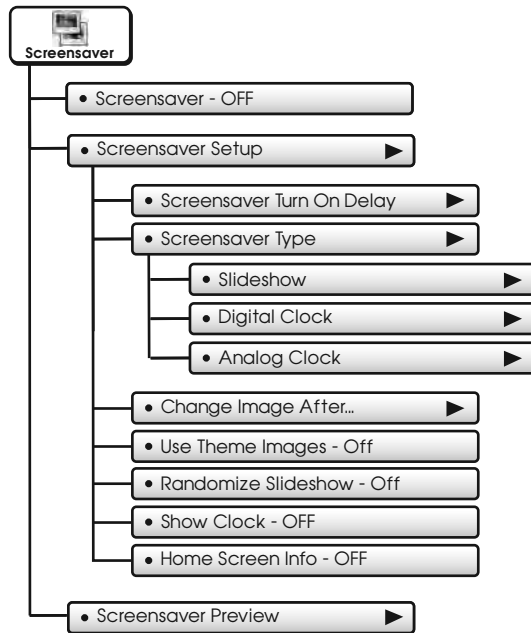 Screensaver
• Screensaver - OFF
• Screensaver Setup
• Screensaver Turn On Delay
• Screensaver Type
• Slideshow
• Digital Clock
• Analog Clock
• Change Image After...
• Use Theme Images - Off
• Randomize Slideshow - Off
• Show Clock - OFF
• Home Screen Info - OFF
• Screensaver Preview